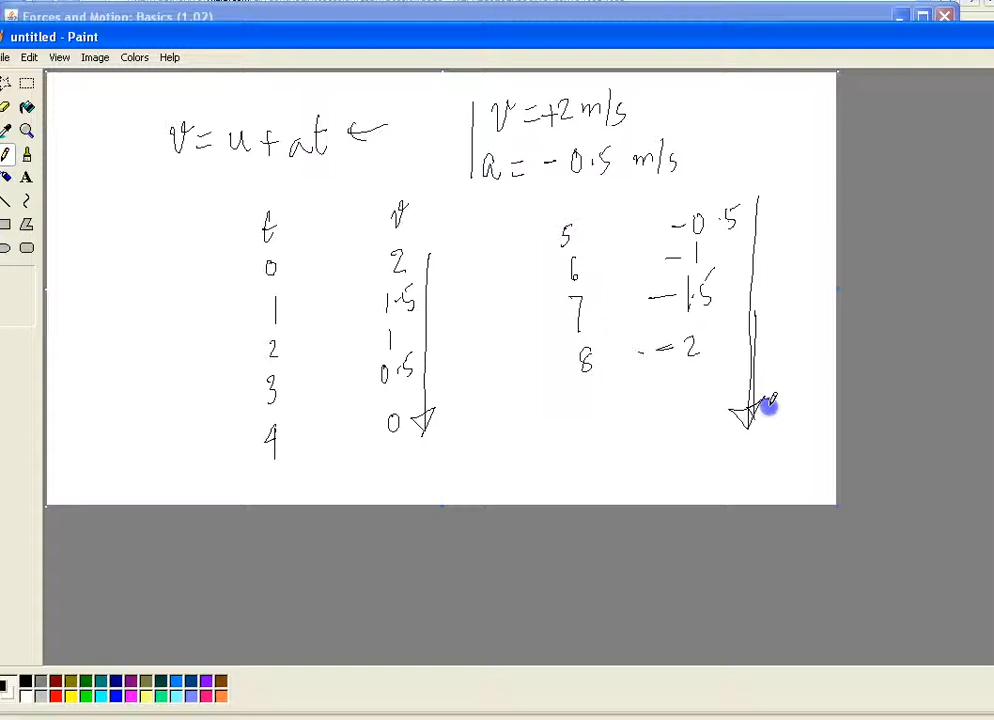 Forces and Motion: Basics (1.02)
untitled - Paint
ile Edit View Image Colors Help
v = u + at ←
v = +2 m/s
a = - 0.5 m/s
t v
0 2
1 1.5
2 1
3 0.5
4 0
5 -0.5
6 -1
7 -1.5
8 -2